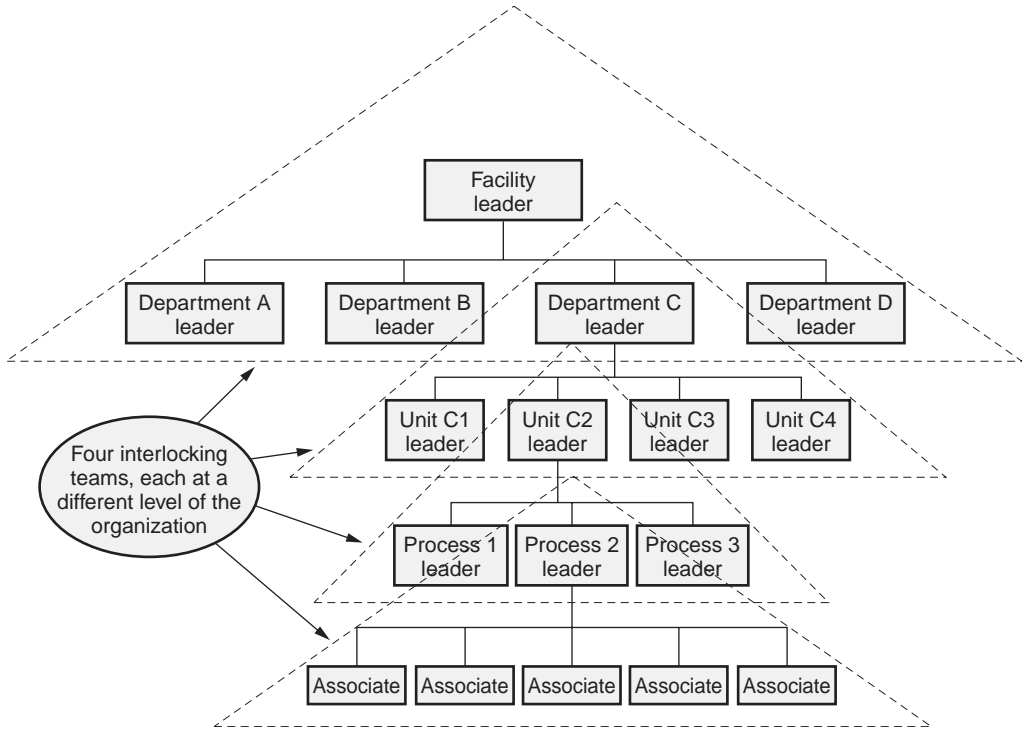 Facility
leader
Department A
leader
Department B
leader
Department C
leader
Department D
leader
Unit C1
leader
Unit C2
leader
Unit C3
leader
Unit C4
leader
Four interlocking
teams, each at a
different level of the
organization
Process 1
leader
Process 2
leader
Process 3
leader
Associate
Associate
Associate
Associate
Associate